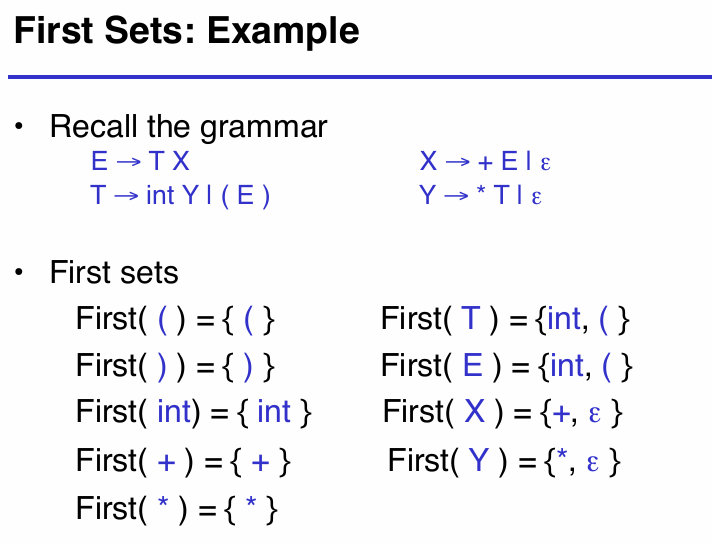 First Sets: Example
• Recall the grammar
E → T X    X → + E | ε
T → int Y | ( E )    Y → * T | ε
• First sets
First( ( ) = { ( }    First( T ) = {int, ( }
First( ) ) = { ) }    First( E ) = {int, ( }
First( int) = { int }    First( X ) = {+, ε }
First( + ) = { + }    First( Y ) = {*, ε }
First( * ) = { * }